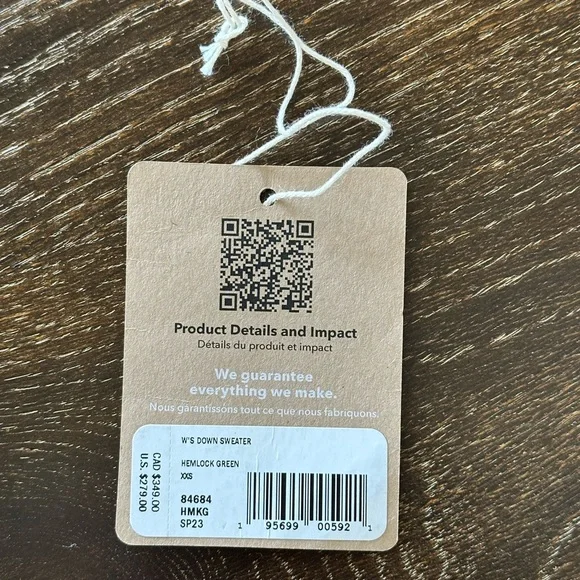 Product Details and Impact
Détails du produit et impact
We guarantee
everything we make.
Nous garantissons tout ce que nous fabriquons.
W'S DOWN SWEATER
HEMLOCK GREEN
XXS
84684
HMKG
SP23
1 95699 00592 1
CAD $349.00
U.S. $279.00